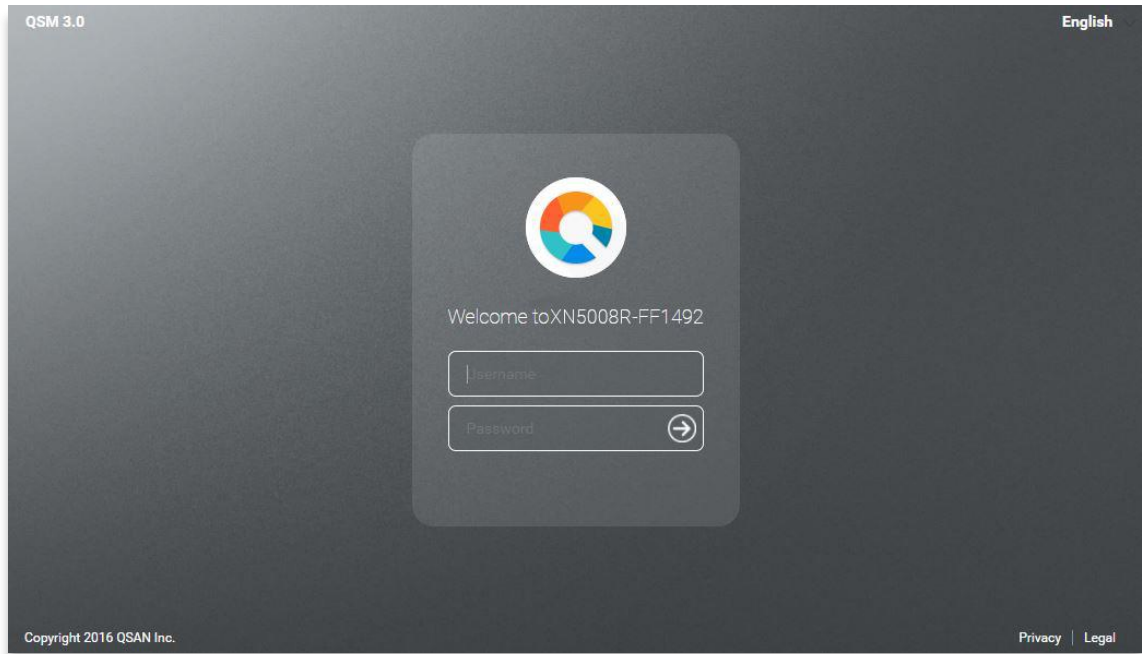 QSM 3.0
English
Welcome toXN5008R-FF1492
Username
Password
Copyright 2016 QSAN Inc.
Privacy | Legal